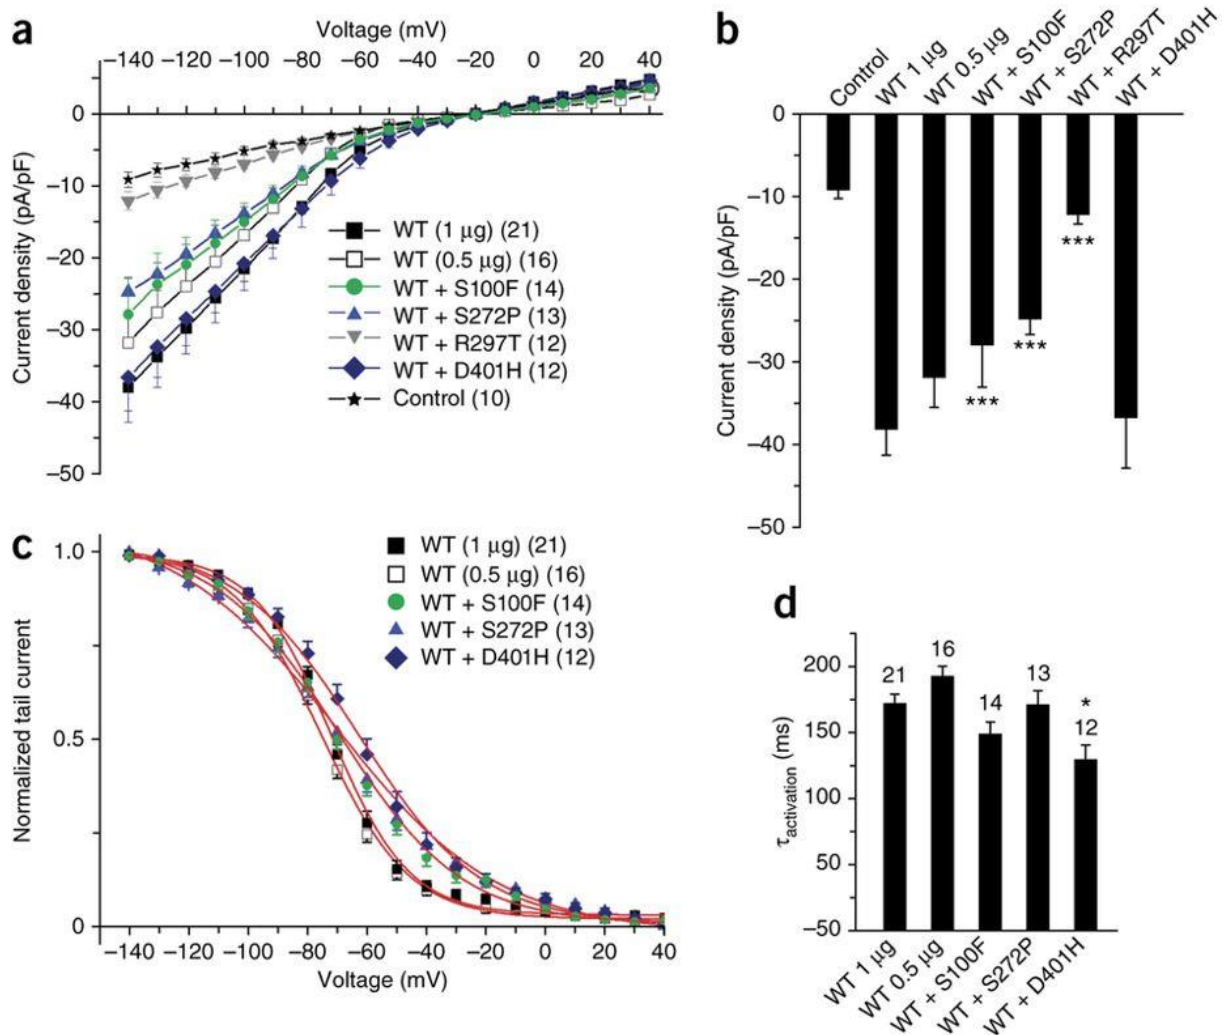 a
Voltage (mV)
−140 −120 −100 −80 −60 −40 −20 0 20 40
0
−10
−20
−30
−40
−50
Current density (pA/pF)
WT (1 µg) (21)
WT (0.5 µg) (16)
WT + S100F (14)
WT + S272P (13)
WT + R297T (12)
WT + D401H (12)
Control (10)
b
Control
WT 1 µg
WT 0.5 µg
WT + S100F
WT + S272P
WT + R297T
WT + D401H
0
−10
−20
−30
−40
−50
Current density (pA/pF)
***
***
***
c
1.0
0.5
0
Normalized tail current
WT (1 µg) (21)
WT (0.5 µg) (16)
WT + S100F (14)
WT + S272P (13)
WT + D401H (12)
−140 −120 −100 −80 −60 −40 −20 0 20 40
Voltage (mV)
d
200
150
100
50
−50
τactivation (ms)
21
16
14
13
*
12
WT 1 µg
WT 0.5 µg
WT + S100F
WT + S272P
WT + D401H